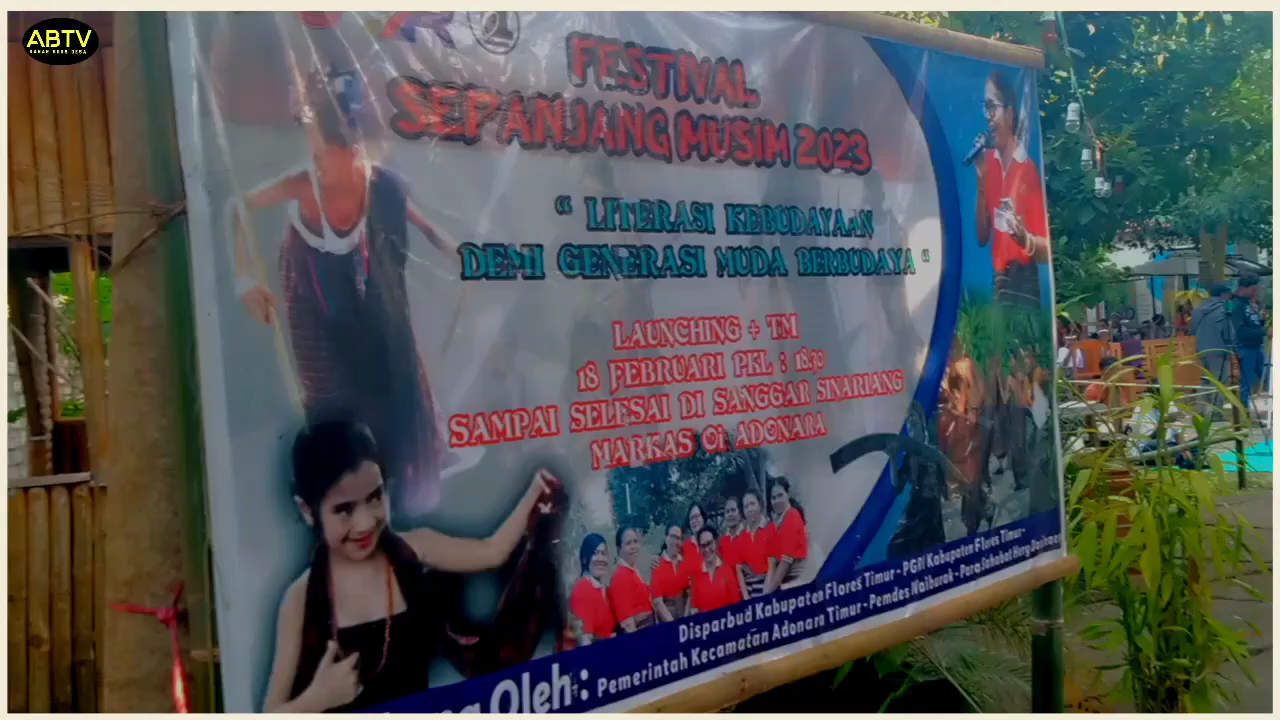 ABTV
FESTIVAL
SEPANJANG MUSIM 2023
“ LITERASI KEBUDAYAAN
DEMI GENERASI MUDA BERBUDAYA “
LAUNCHING + TM
18 FEBRUARI PKL : 18.30
SAMPAI SELESAI DI SANGGAR SINARIANG
MARKAS Oi ADONARA
Oleh :
Disparbud Kabupaten Flores Timur - PGRI Kabupaten Flores Timur -
Pemerintah Kecamatan Adonara Timur - Pemdes Waiburak - Para Sahabat